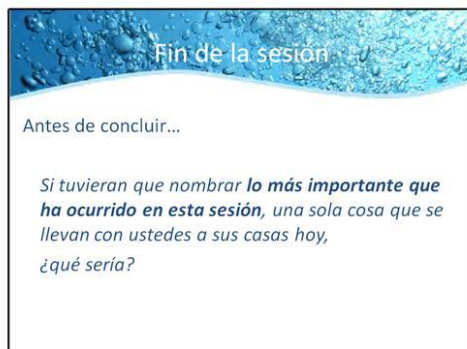 Fin de la sesión
Antes de concluir...
Si tuvieran que nombrar lo más importante que
ha ocurrido en esta sesión, una sola cosa que se
llevan con ustedes a sus casas hoy,
¿qué sería?